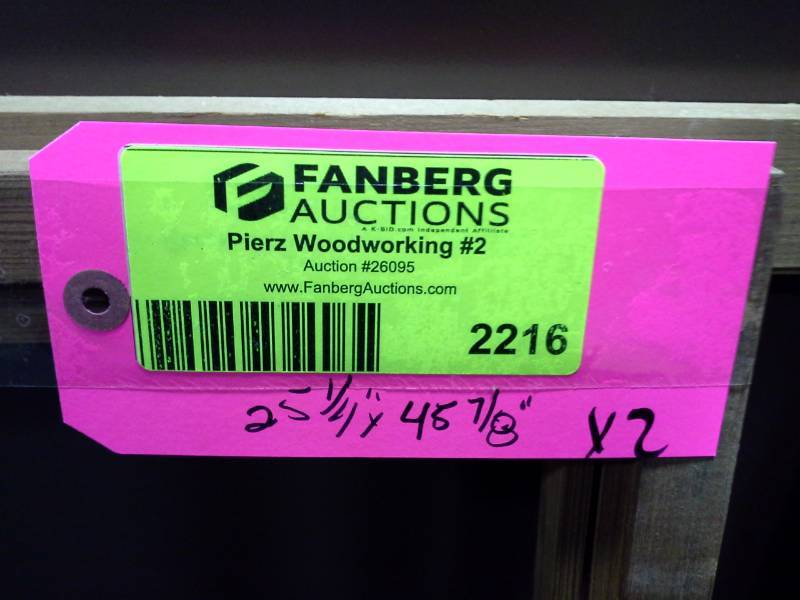 FANBERG
AUCTIONS
A K-BID.com Independent Affiliate
Pierz Woodworking #2
Auction #26095
www.FanbergAuctions.com
2216
25 1/4" x 45 7/8" x2